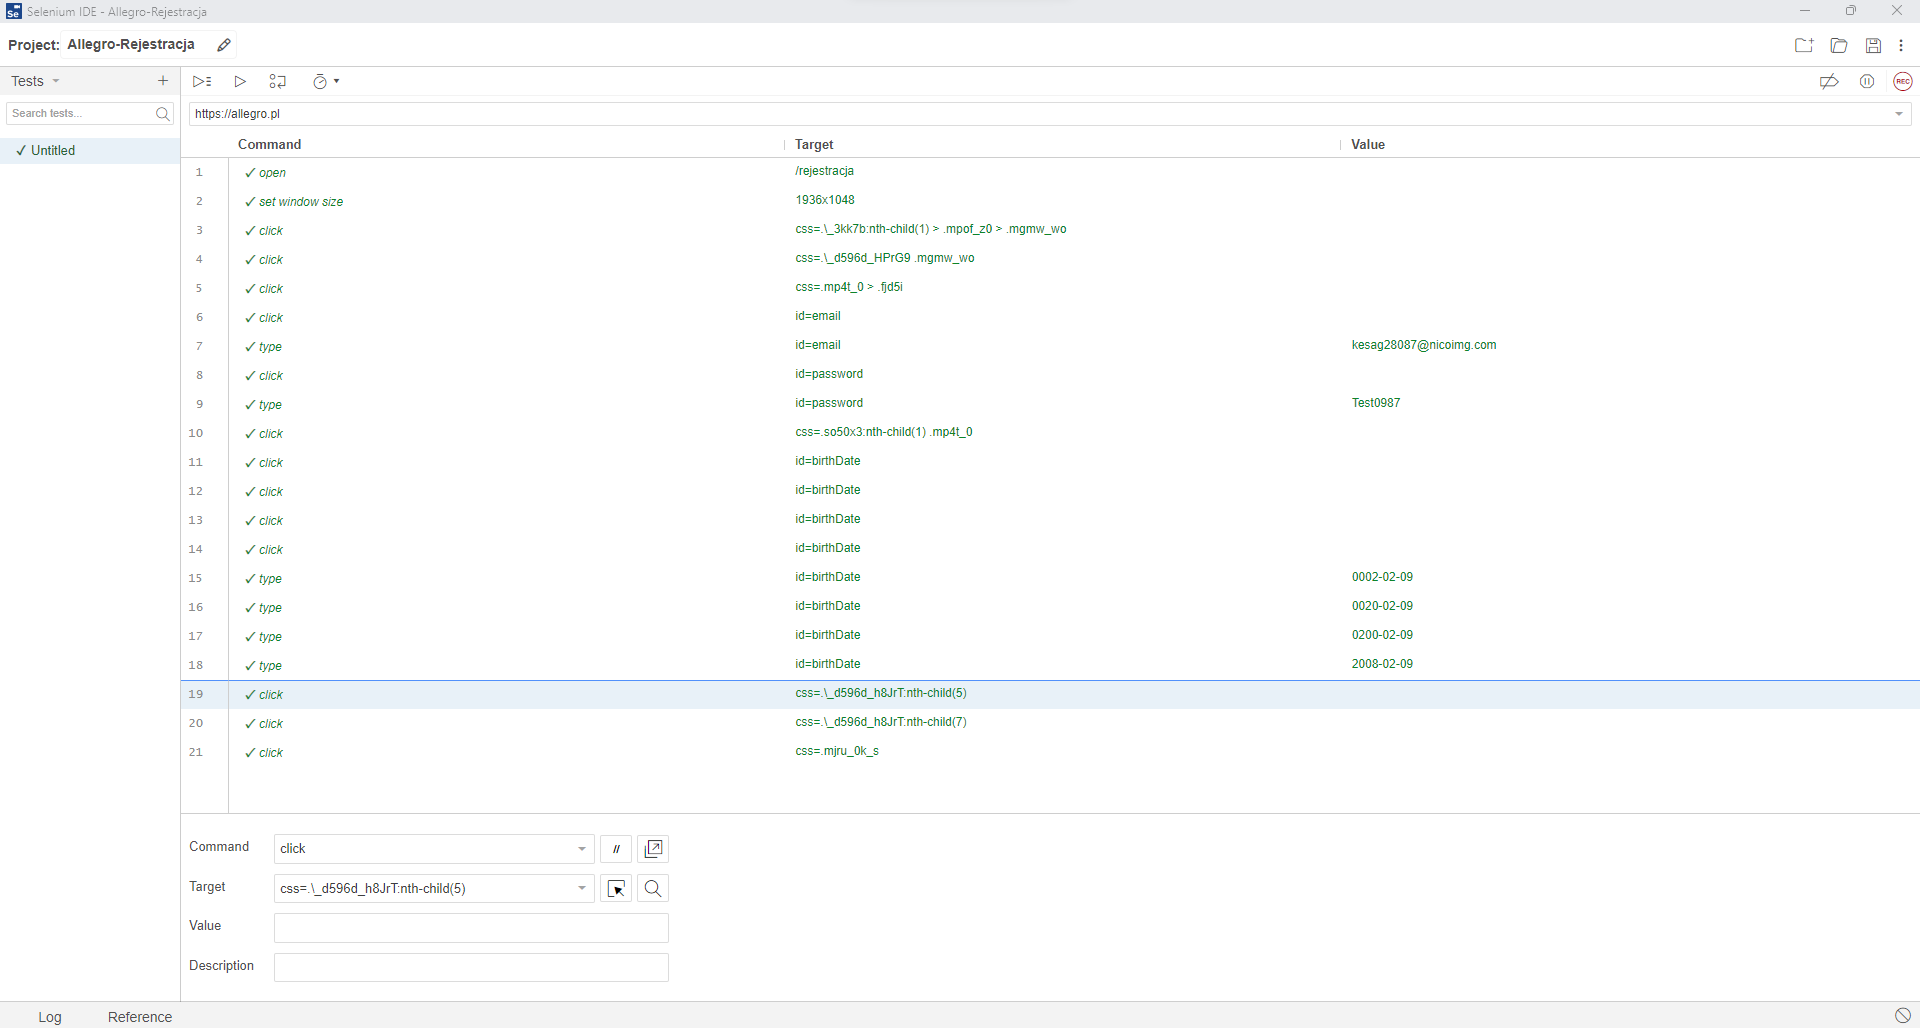 Selenium IDE - Allegro-Rejestracja
Project: Allegro-Rejestracja
Tests
REC
Search tests...
https://allegro.pl
✓ Untitled
Command Target Value
1 ✓ open /rejestracja
2 ✓ set window size 1936x1048
3 ✓ click css=.\_3kk7b:nth-child(1) > .mpof_z0 > .mgmw_wo
4 ✓ click css=.\_d596d_HPrG9 .mgmw_wo
5 ✓ click css=.mp4t_0 > .fjd5i
6 ✓ click id=email
7 ✓ type id=email kesag28087@nicoimg.com
8 ✓ click id=password
9 ✓ type id=password Test0987
10 ✓ click css=.so50x3:nth-child(1) .mp4t_0
11 ✓ click id=birthDate
12 ✓ click id=birthDate
13 ✓ click id=birthDate
14 ✓ click id=birthDate
15 ✓ type id=birthDate 0002-02-09
16 ✓ type id=birthDate 0020-02-09
17 ✓ type id=birthDate 0200-02-09
18 ✓ type id=birthDate 2008-02-09
19 ✓ click css=.\_d596d_h8JrT:nth-child(5)
20 ✓ click css=.\_d596d_h8JrT:nth-child(7)
21 ✓ click css=.mjru_0k_s
Command click //
Target css=.\_d596d_h8JrT:nth-child(5)
Value
Description
Log Reference